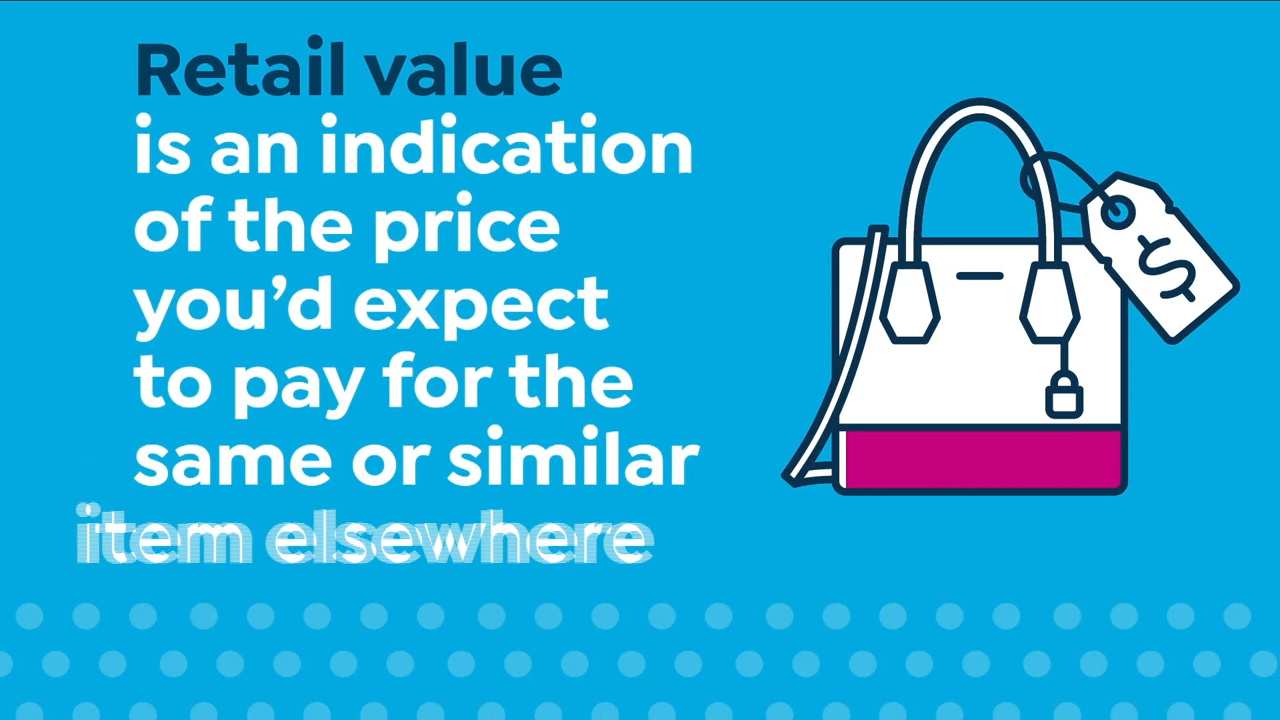 Retail value
is an indication
of the price
you’d expect
to pay for the
same or similar
item elsewhere
$